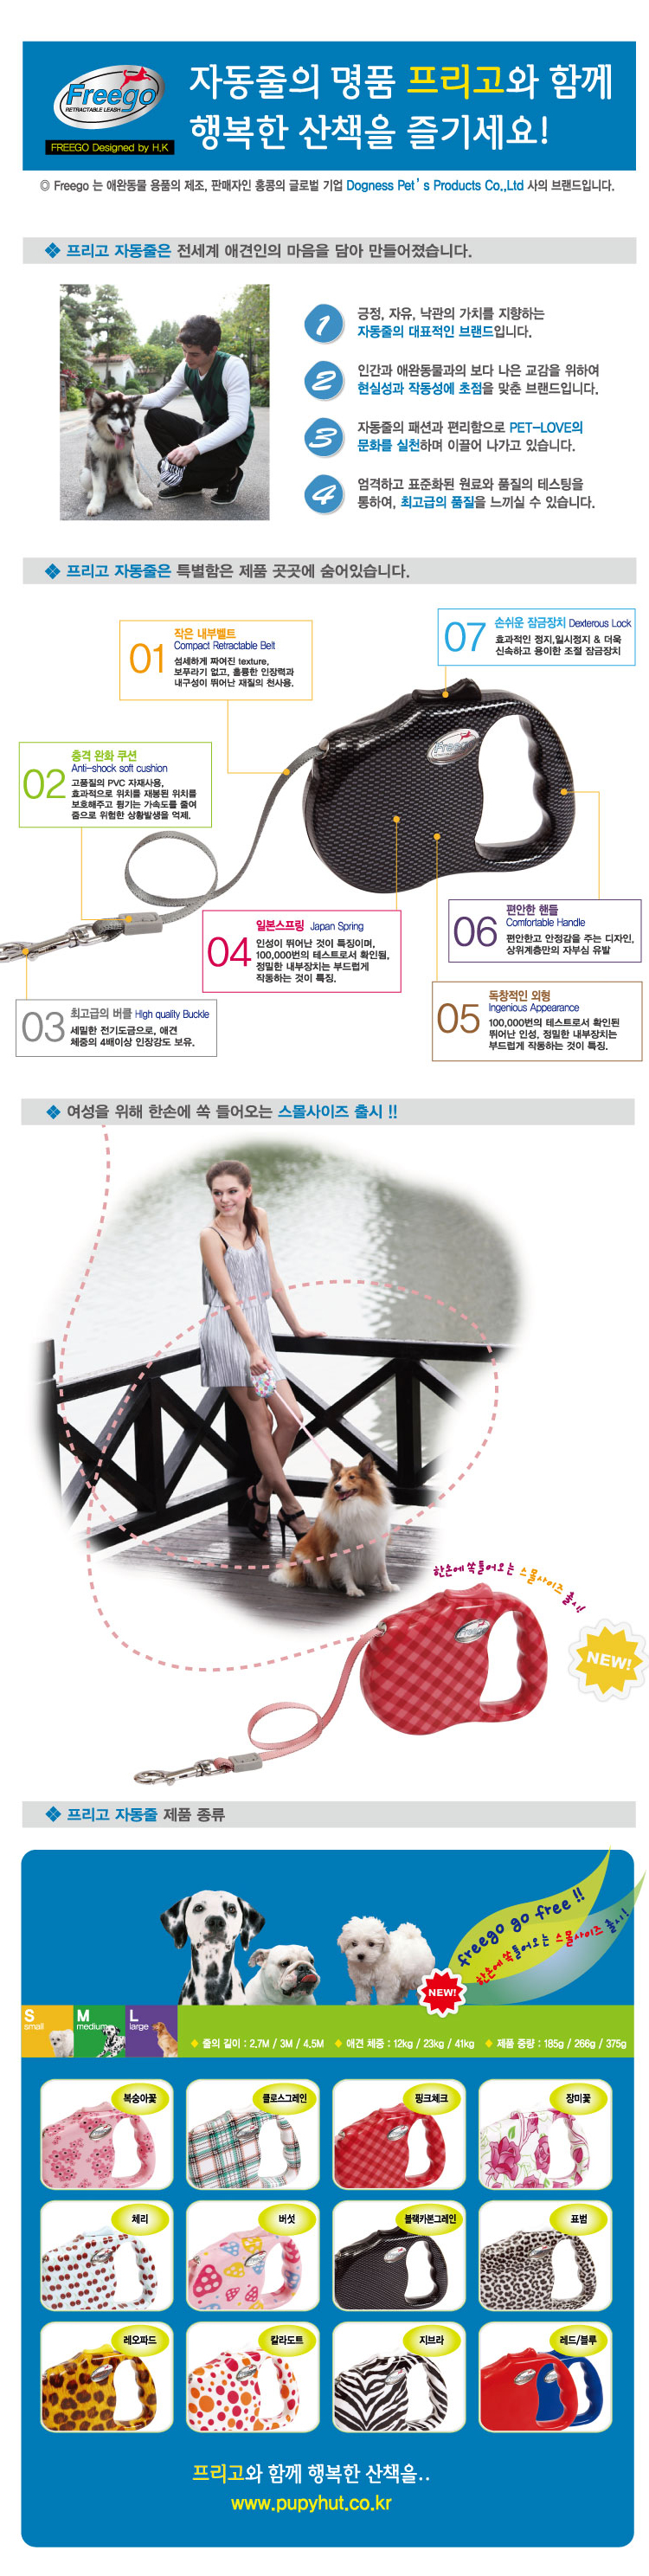 Freego
RETRACTABLE LEASH
FREEGO Designed by H.K
자동줄의 명품 프리고와 함께
행복한 산책을 즐기세요!
◎ Freego 는 애완동물 용품의 제조, 판매자인 홍콩의 글로벌 기업 Dogness Pet's Products Co.,Ltd 사의 브랜드입니다.
❖ 프리고 자동줄은 전세계 애견인의 마음을 담아 만들어졌습니다.
1
긍정, 자유, 낙관의 가치를 지향하는
자동줄의 대표적인 브랜드입니다.
2
인간과 애완동물과의 보다 나은 교감을 위하여
현실성과 작동성에 초점을 맞춘 브랜드입니다.
3
자동줄의 패션과 편리함으로 PET-LOVE의
문화를 실천하며 이끌어 나가고 있습니다.
4
엄격하고 표준화된 원료와 품질의 테스팅을
통하여, 최고급의 품질을 느끼실 수 있습니다.
❖ 프리고 자동줄은 특별함은 제품 곳곳에 숨어있습니다.
01
작은 내부벨트
Compact Retractable Belt
섬세하게 짜여진 texture,
보푸라기 없고, 훌륭한 인장력과
내구성이 뛰어난 재질의 천사용.
07
손쉬운 잠금장치 Dexterous Lock
효과적인 정지,일시정지 & 더욱
신속하고 용이한 조절 잠금장치
02
충격 완화 쿠션
Anti-shock soft cushion
고품질의 PVC 자재사용,
효과적으로 위치를 재봉된 위치를
보호해주고 튕기는 가속도를 줄여
줌으로 위험한 상황발생을 억제.
Freego
04
일본스프링 Japan Spring
인성이 뛰어난 것이 특징이며,
100,000번의 테스트로서 확인됨,
정밀한 내부장치는 부드럽게
작동하는 것이 특징.
06
편안한 핸들
Comfortable Handle
편안한고 안정감을 주는 디자인,
상위계층만의 자부심 유발
03
최고급의 버클 High quality Buckle
세밀한 전기도금으로, 애견
체중의 4배이상 인장강도 보유.
05
독창적인 외형
Ingenious Appearance
100,000번의 테스트로서 확인된
뛰어난 인성, 정밀한 내부장치는
부드럽게 작동하는 것이 특징.
❖ 여성을 위해 한손에 쏙 들어오는 스몰사이즈 출시 !!
한손에 쏙 들어오는 스몰사이즈 출시!
NEW!
❖ 프리고 자동줄 제품 종류
freego go free !!
한손에 쏙 들어오는 스몰사이즈 출시!
NEW!
S
small
M
medium
L
large
◆ 줄의 길이 : 2.7M / 3M / 4.5M ◆ 애견 체중 : 12kg / 23kg / 41kg ◆ 제품 중량 : 185g / 266g / 375g
복숭아꽃
클로스그레인
핑크체크
장미꽃
체리
버섯
블랙카본그레인
표범
레오파드
칼라도트
지브라
레드/블루
프리고와 함께 행복한 산책을..
www.pupyhut.co.kr